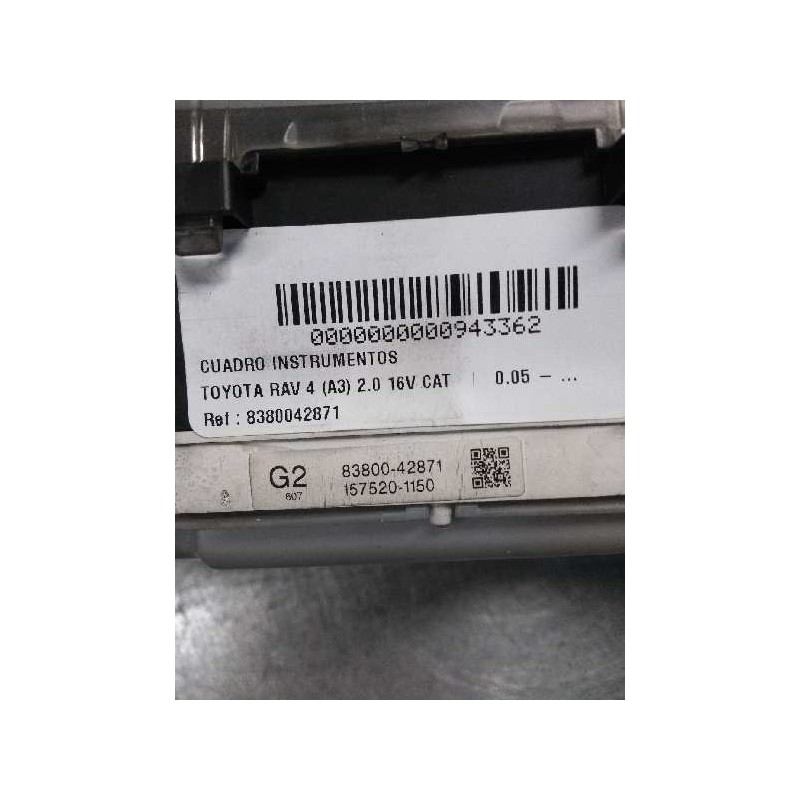 0000000000943362
CUADRO INSTRUMENTOS
TOYOTA RAV 4 (A3) 2.0 16V CAT | 0.05 – ...
Ref : 8380042871
G2 83800-42871
607 157520-1150